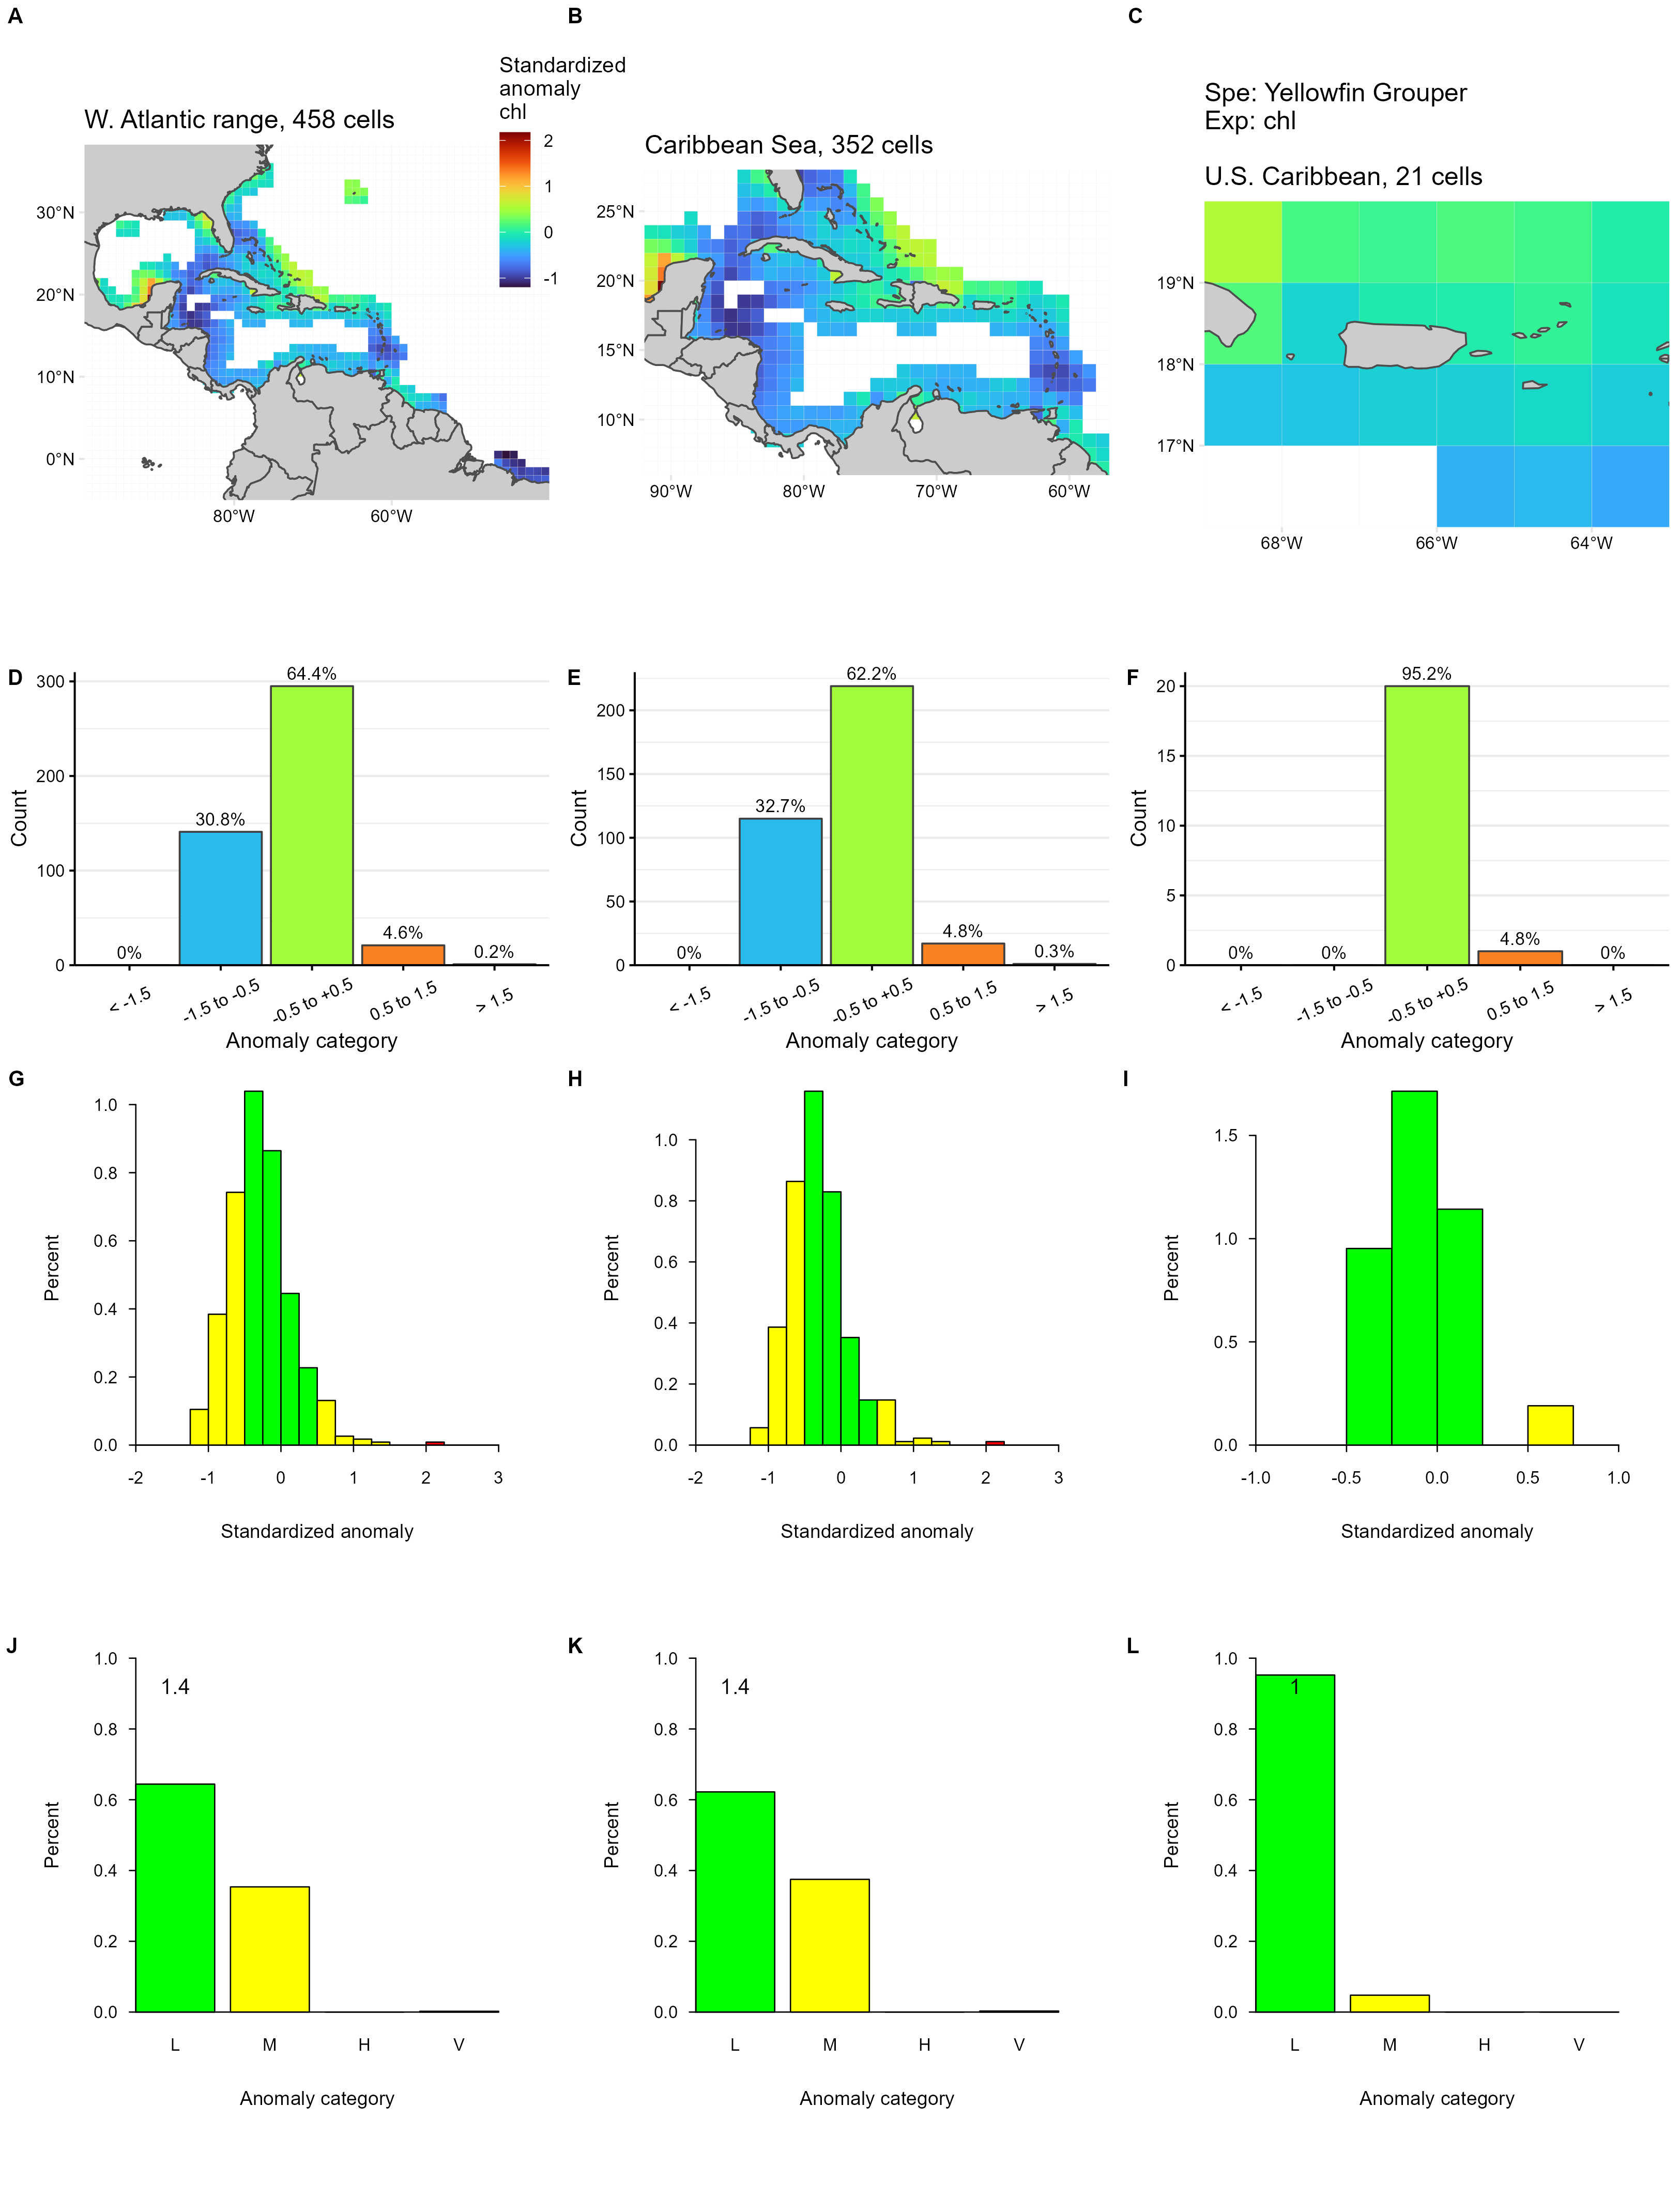 A
B
C
Standardized
anomaly
chl
2
1
0
-1
W. Atlantic range, 458 cells
30°N
20°N
10°N
0°N
80°W
60°W
Caribbean Sea, 352 cells
25°N
20°N
15°N
10°N
90°W
80°W
70°W
60°W
Spe: Yellowfin Grouper
Exp: chl
U.S. Caribbean, 21 cells
19°N
18°N
17°N
68°W
66°W
64°W
D
Count
300
200
100
0
0%
30.8%
64.4%
4.6%
0.2%
< -1.5
-1.5 to -0.5
-0.5 to +0.5
0.5 to 1.5
> 1.5
Anomaly category
E
Count
200
150
100
50
0
0%
32.7%
62.2%
4.8%
0.3%
< -1.5
-1.5 to -0.5
-0.5 to +0.5
0.5 to 1.5
> 1.5
Anomaly category
F
Count
20
15
10
5
0
0%
0%
95.2%
4.8%
0%
< -1.5
-1.5 to -0.5
-0.5 to +0.5
0.5 to 1.5
> 1.5
Anomaly category
G
Percent
1.0
0.8
0.6
0.4
0.2
0.0
-2
-1
0
1
2
3
Standardized anomaly
H
Percent
1.0
0.8
0.6
0.4
0.2
0.0
-2
-1
0
1
2
3
Standardized anomaly
I
Percent
1.5
1.0
0.5
0.0
-1.0
-0.5
0.0
0.5
1.0
Standardized anomaly
J
Percent
1.0
0.8
0.6
0.4
0.2
0.0
1.4
L
M
H
V
Anomaly category
K
Percent
1.0
0.8
0.6
0.4
0.2
0.0
1.4
L
M
H
V
Anomaly category
L
Percent
1.0
0.8
0.6
0.4
0.2
0.0
1
L
M
H
V
Anomaly category